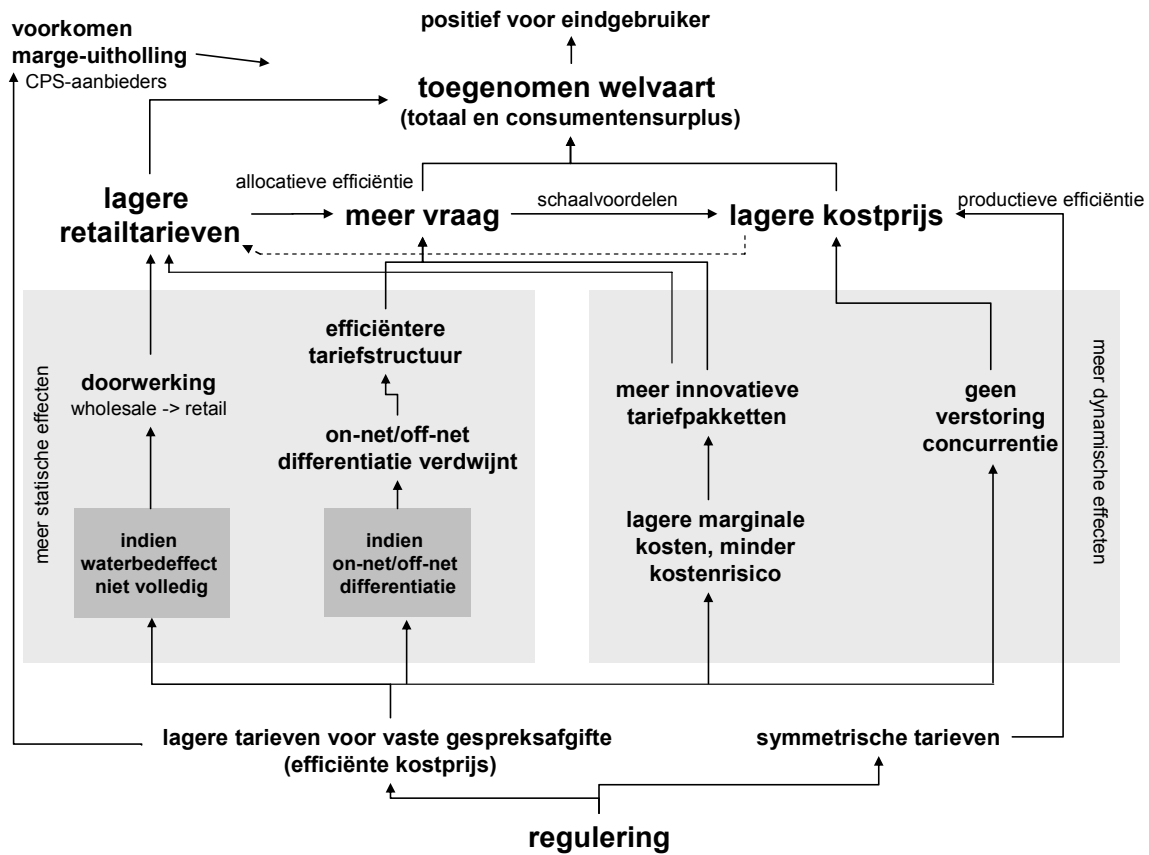 positief voor eindgebruiker
voorkomen
marge-uitholling
CPS-aanbieders
toegenomen welvaart
(totaal en consumentensurplus)
allocatieve efficiëntie
schaalvoordelen
productieve efficiëntie
lagere
retailtarieven
meer vraag
lagere kostprijs
meer statische effecten
efficiëntere
tariefstructuur
doorwerking
wholesale -> retail
on-net/off-net
differentiatie verdwijnt
indien
waterbedeffect
niet volledig
indien
on-net/off-net
differentiatie
meer innovatieve
tariefpakketten
geen
verstoring
concurrentie
lagere marginale
kosten, minder
kostenrisico
meer dynamische effecten
lagere tarieven voor vaste gespreksafgifte
(efficiënte kostprijs)
symmetrische tarieven
regulering